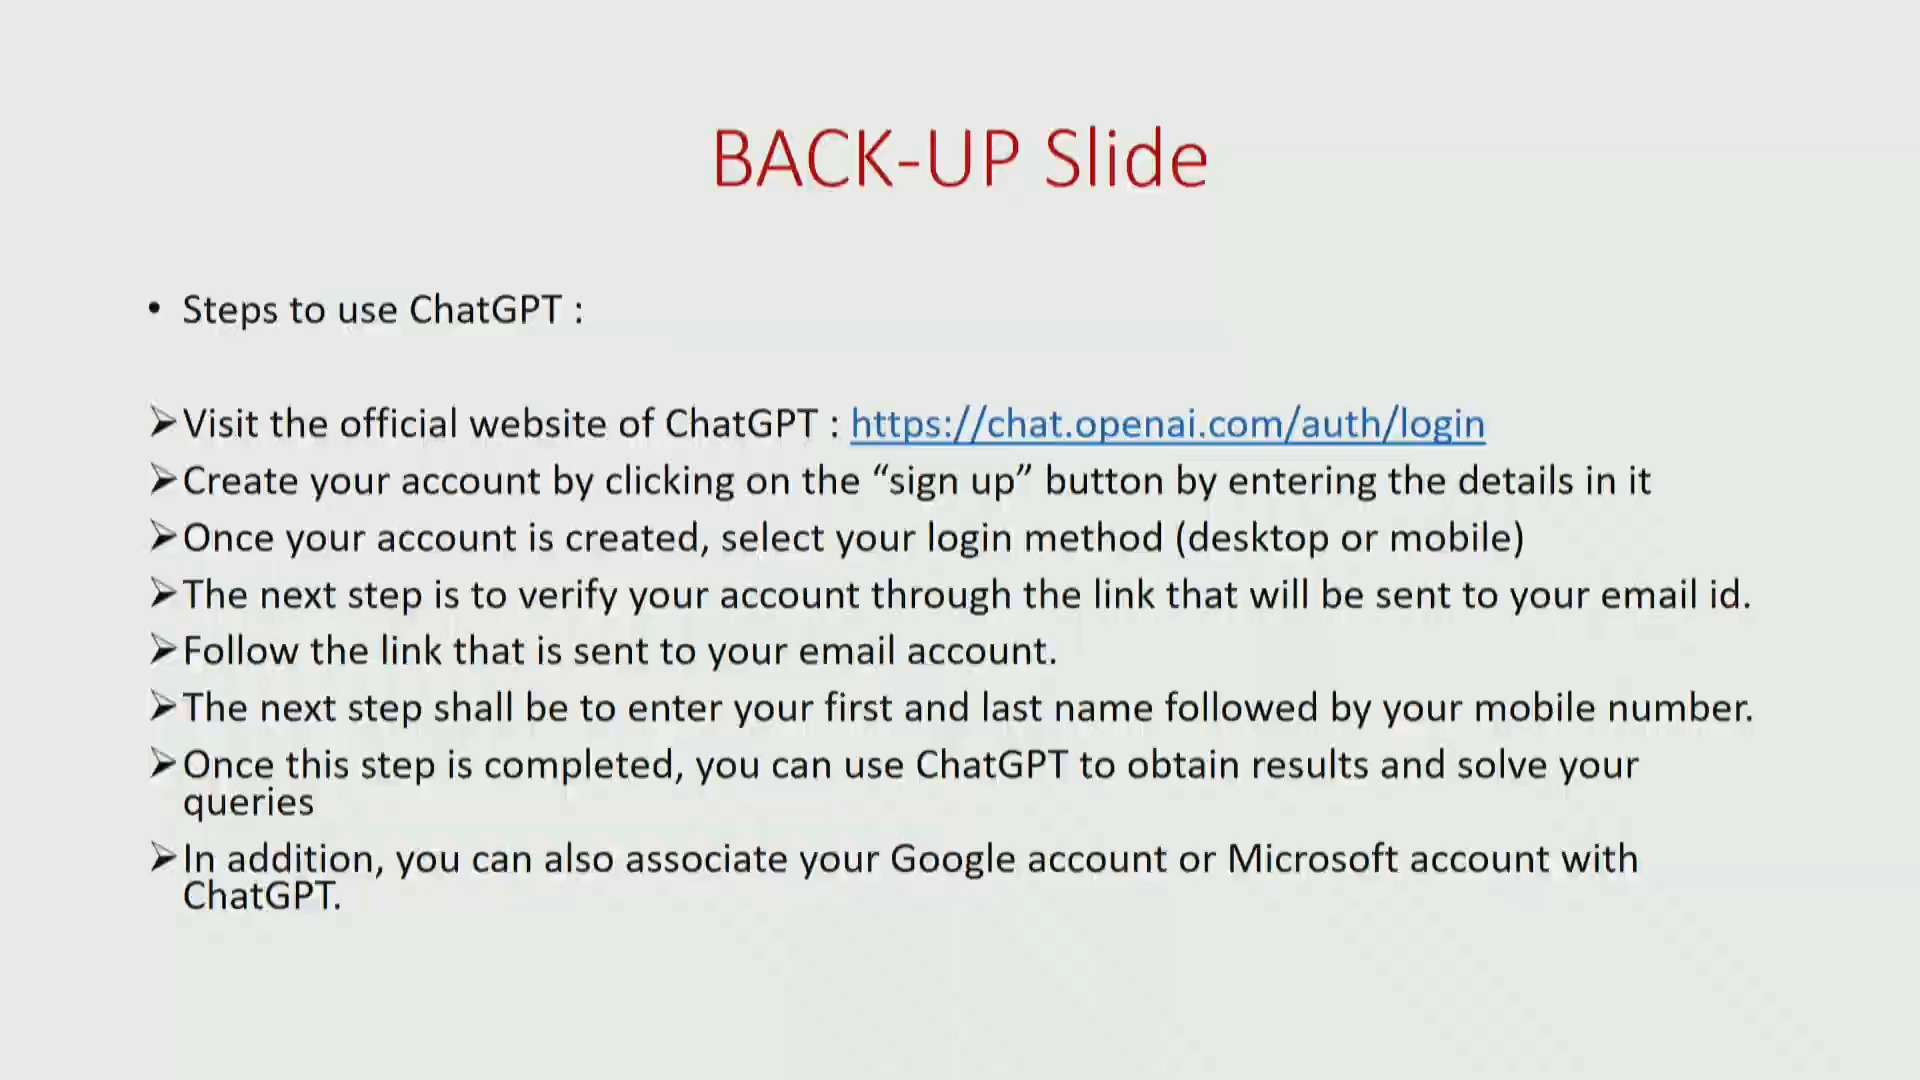 BACK-UP Slide
• Steps to use ChatGPT :
➢Visit the official website of ChatGPT : https://chat.openai.com/auth/login
➢Create your account by clicking on the “sign up” button by entering the details in it
➢Once your account is created, select your login method (desktop or mobile)
➢The next step is to verify your account through the link that will be sent to your email id.
➢Follow the link that is sent to your email account.
➢The next step shall be to enter your first and last name followed by your mobile number.
➢Once this step is completed, you can use ChatGPT to obtain results and solve your
queries
➢In addition, you can also associate your Google account or Microsoft account with
ChatGPT.